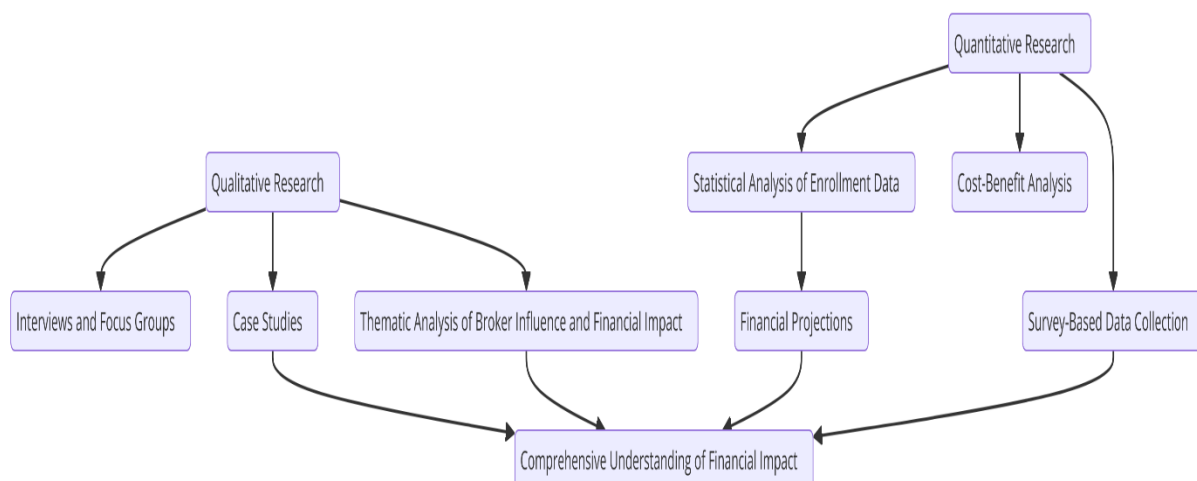 Quantitative Research
Qualitative Research
Statistical Analysis of Enrollment Data
Cost-Benefit Analysis
Interviews and Focus Groups
Case Studies
Thematic Analysis of Broker Influence and Financial Impact
Financial Projections
Survey-Based Data Collection
Comprehensive Understanding of Financial Impact